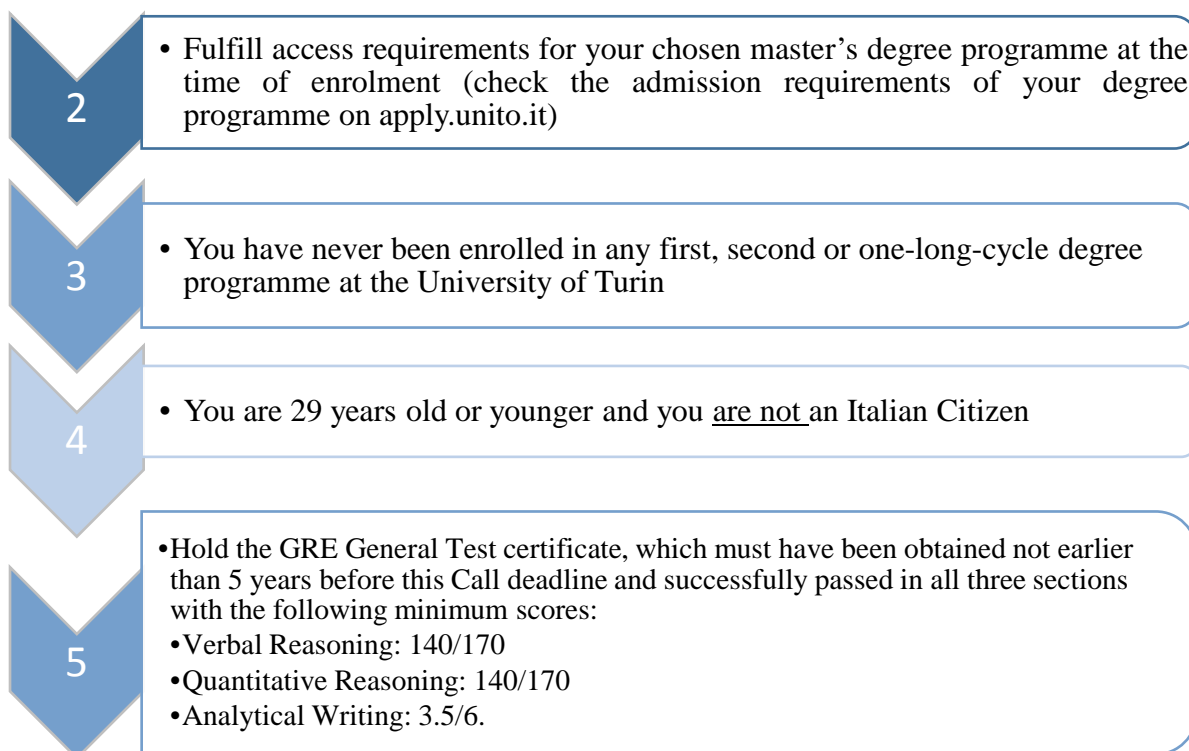 2
• Fulfill access requirements for your chosen master's degree programme at the
time of enrolment (check the admission requirements of your degree
programme on apply.unito.it)
3
• You have never been enrolled in any first, second or one-long-cycle degree
programme at the University of Turin
4
• You are 29 years old or younger and you are not an Italian Citizen
5
•Hold the GRE General Test certificate, which must have been obtained not earlier
than 5 years before this Call deadline and successfully passed in all three sections
with the following minimum scores:
•Verbal Reasoning: 140/170
•Quantitative Reasoning: 140/170
•Analytical Writing: 3.5/6.